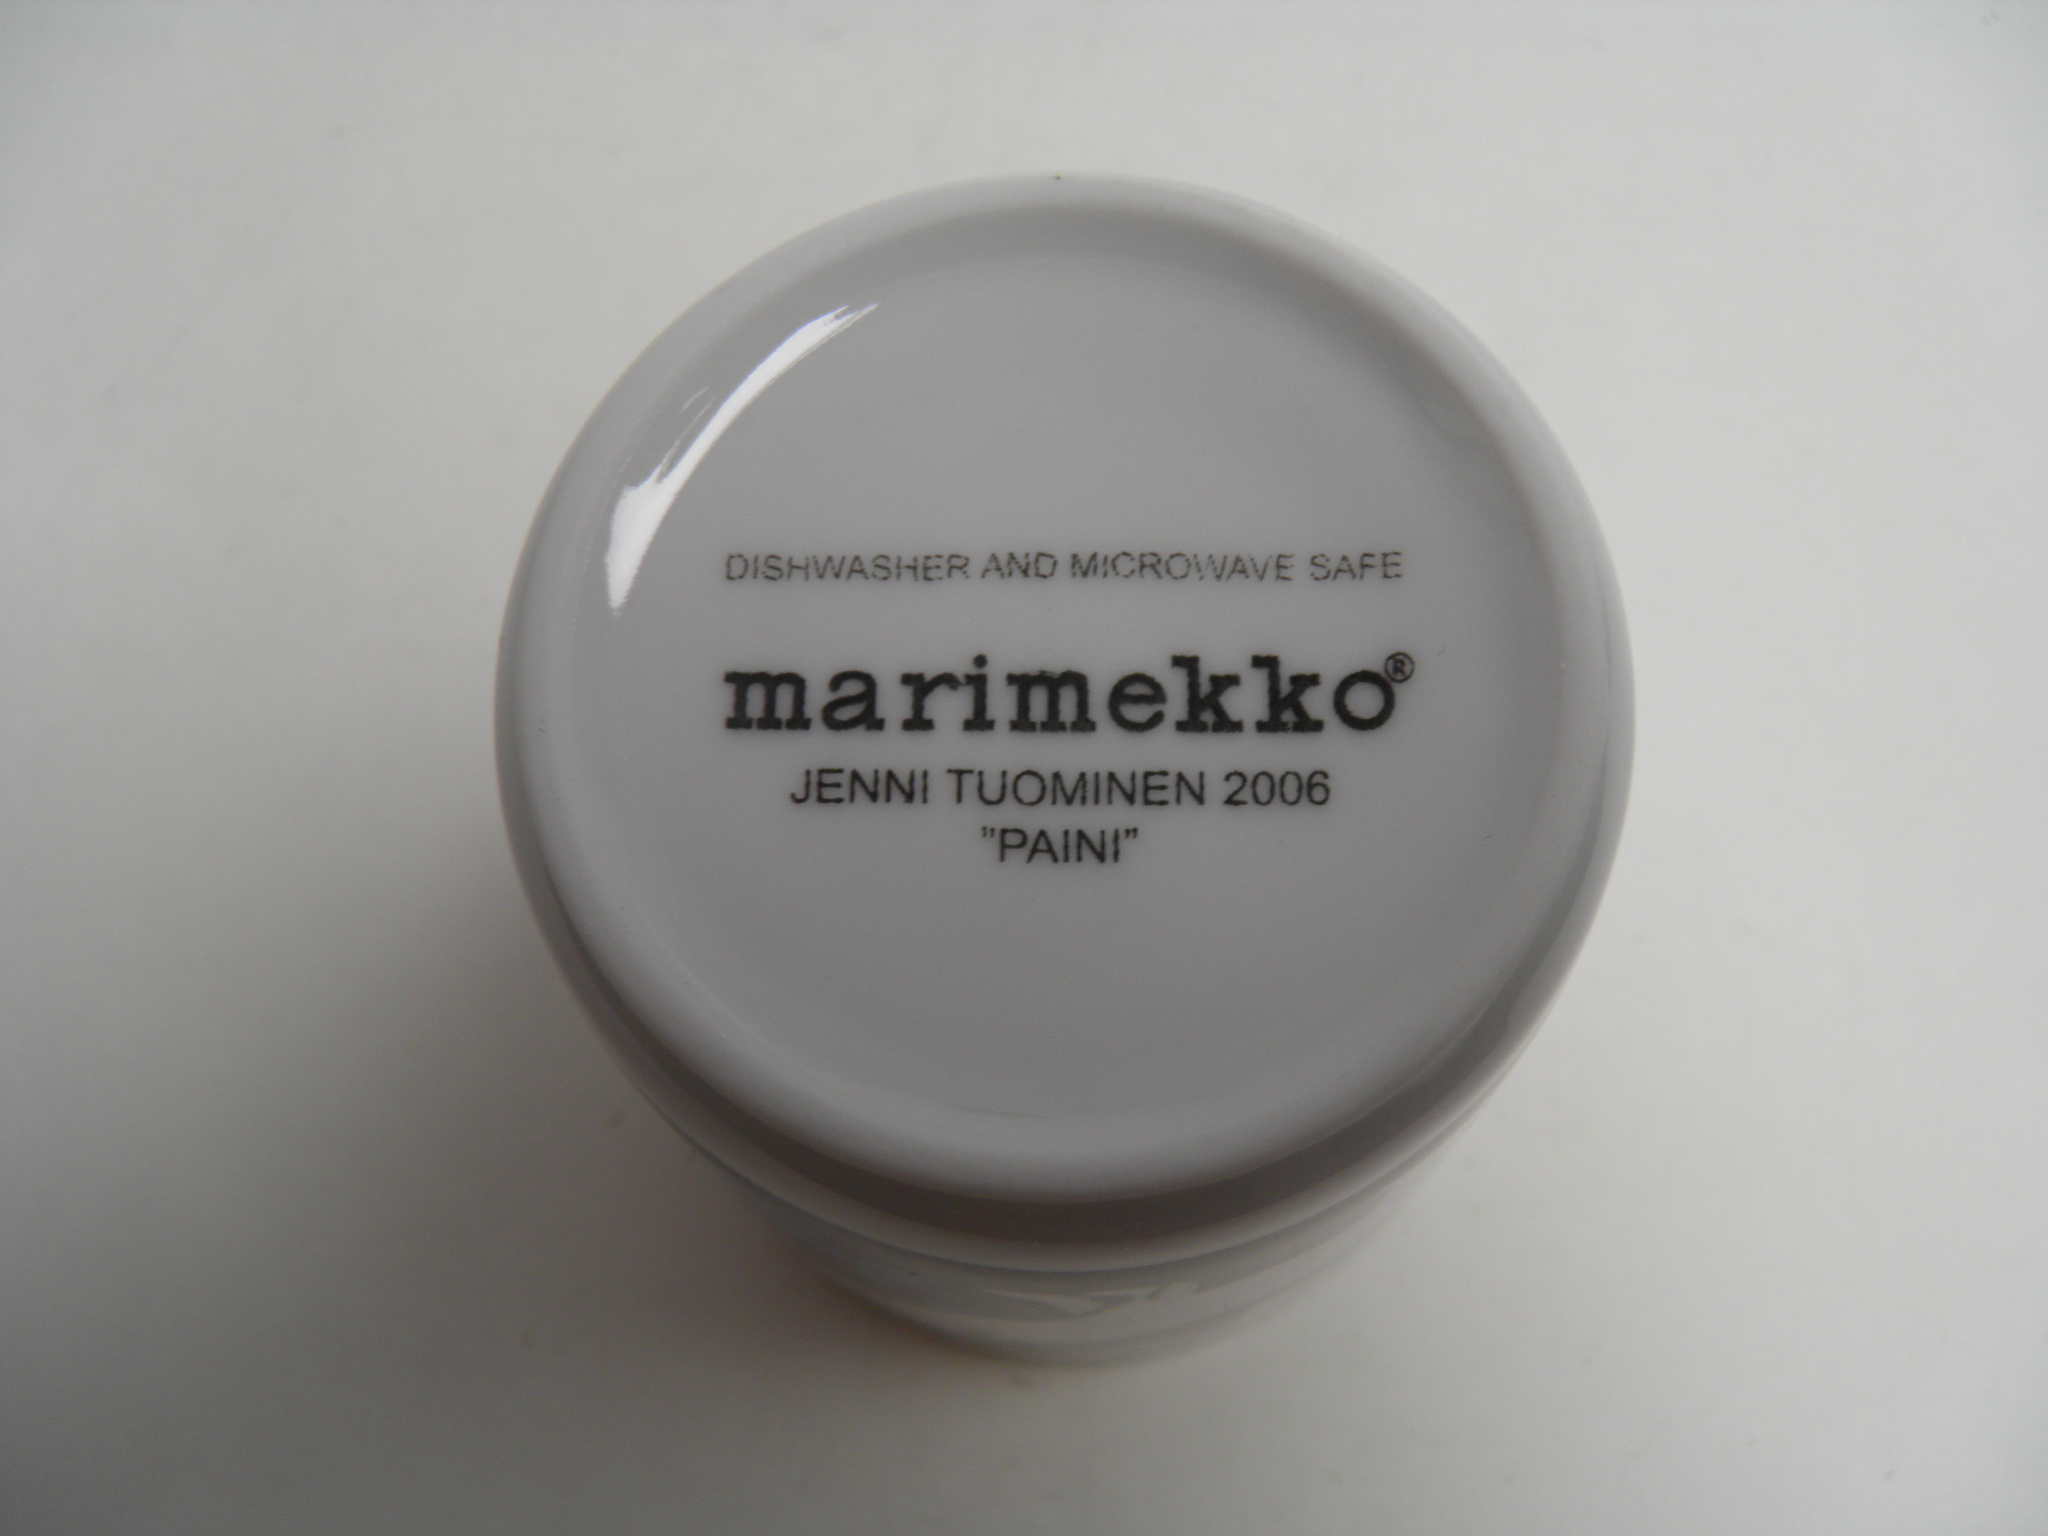 DISHWASHER AND MICROWAVE SAFE
marimekko®
JENNI TUOMINEN 2006
”PAINI”